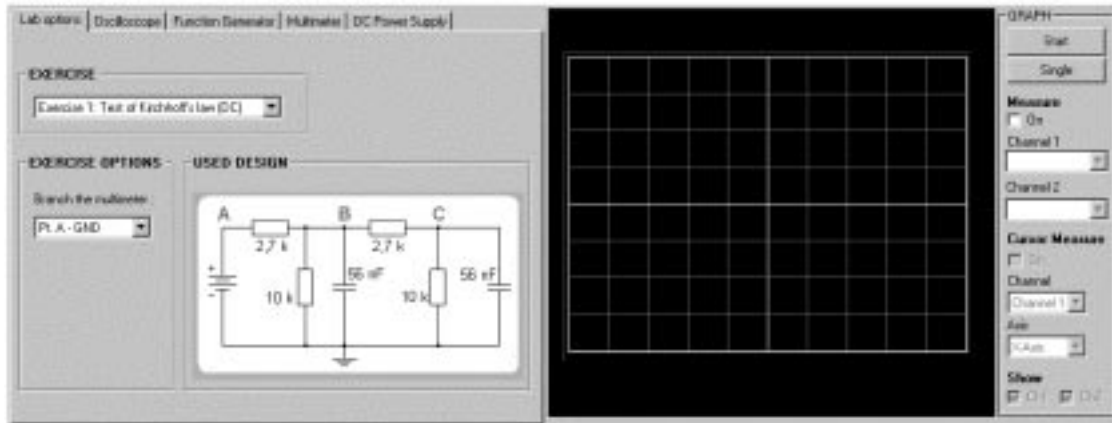 Lab options Oscilloscope Function Generator Multimeter DC Power Supply
EXERCISE
Exercise 1: Test of Kirchhoff's law (DC)
EXERCISE OPTIONS
Branch the multimeter:
Pt. A - GND
USED DESIGN
A B C
2,7 k 2,7 k
+
-
10 k 56 nF 10 k 56 nF
GRAPH
Start
Single
Measure
On
Channel 1
Channel 2
Cursor Measure
On
Channel
Channel 1
Axis
X-Axis
Show
Ch1 Ch2